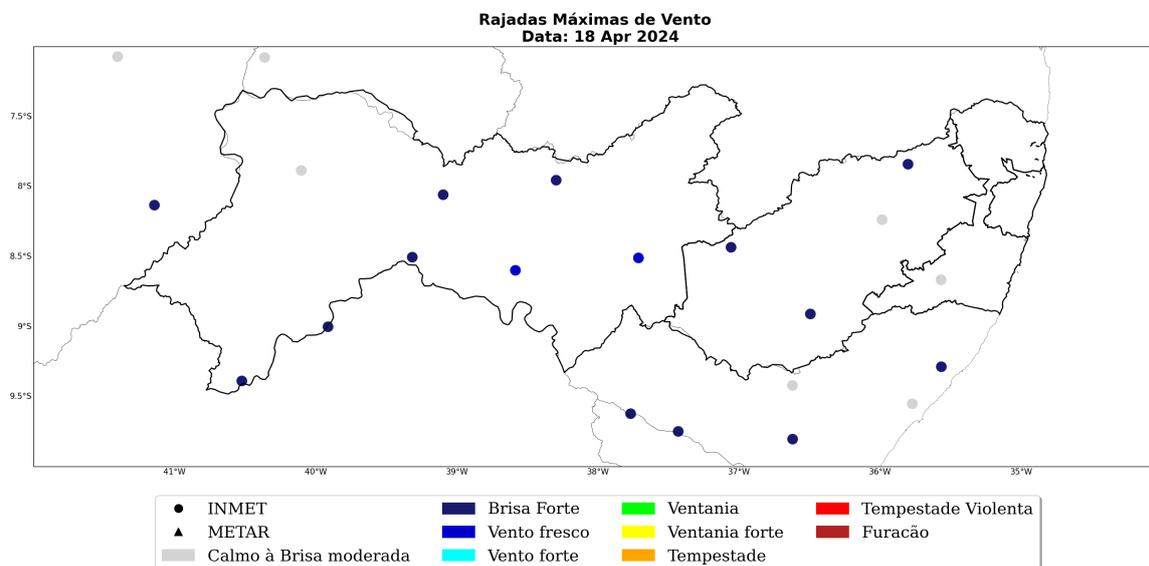 Rajadas Máximas de Vento
Data: 18 Apr 2024
7.5°S
8°S
8.5°S
9°S
9.5°S
41°W 40°W 39°W 38°W 37°W 36°W 35°W
INMET
METAR
Calmo à Brisa moderada
Brisa Forte
Vento fresco
Vento forte
Ventania
Ventania forte
Tempestade
Tempestade Violenta
Furacão